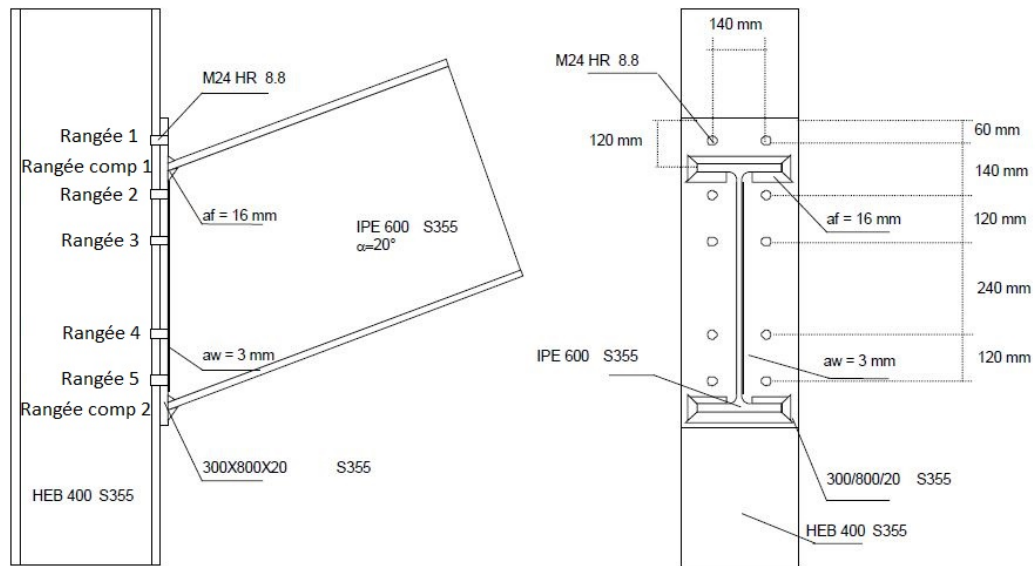 M24 HR 8.8
Rangée 1
Rangée comp 1
Rangée 2
af = 16 mm
Rangée 3
IPE 600 S355
α=20°
Rangée 4
aw = 3 mm
Rangée 5
Rangée comp 2
300X800X20 S355
HEB 400 S355
140 mm
M24 HR 8.8
60 mm
120 mm
140 mm
af = 16 mm
120 mm
240 mm
IPE 600 S355
aw = 3 mm
120 mm
300/800/20 S355
HEB 400 S355